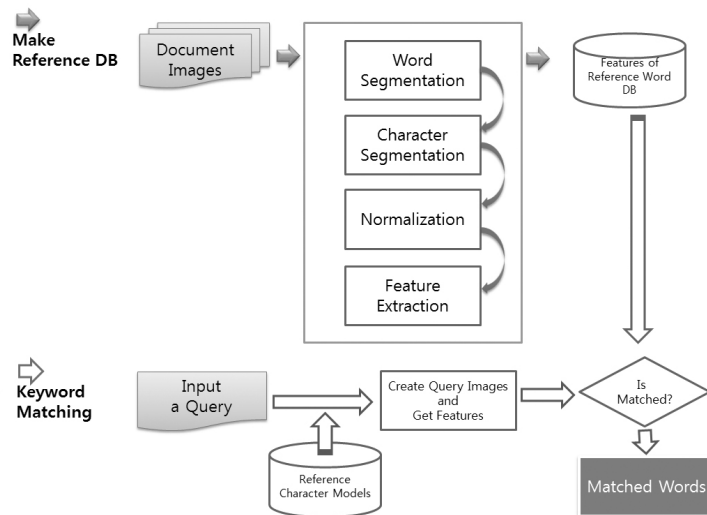 Make
Reference DB
Document
Images
Word
Segmentation
Character
Segmentation
Normalization
Feature
Extraction
Features of
Reference Word
DB
Keyword
Matching
Input
a Query
Reference
Character Models
Create Query Images
and
Get Features
Is
Matched?
Matched Words